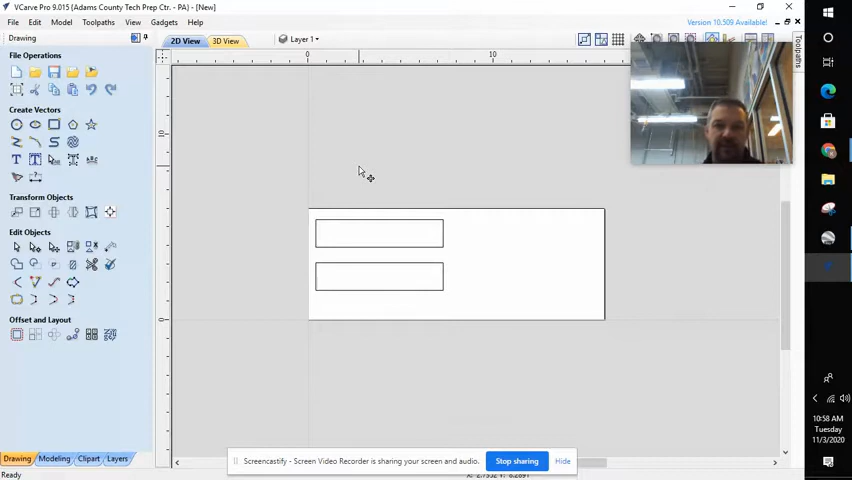 VCarve Pro 9.015 (Adams County Tech Prep Ctr. - PA) - [New]
File Edit Model Toolpaths View Gadgets Help
Version 10.509 Available!
Drawing
2D View
3D View
Layer 1
Toolpaths
0
10
File Operations
Create Vectors
10
Transform Objects
Edit Objects
0
Offset and Layout
10:58 AM
Tuesday
11/3/2020
Drawing Modeling Clipart Layers
Screencastify - Screen Video Recorder is sharing your screen and audio.
Stop sharing
Hide
Ready